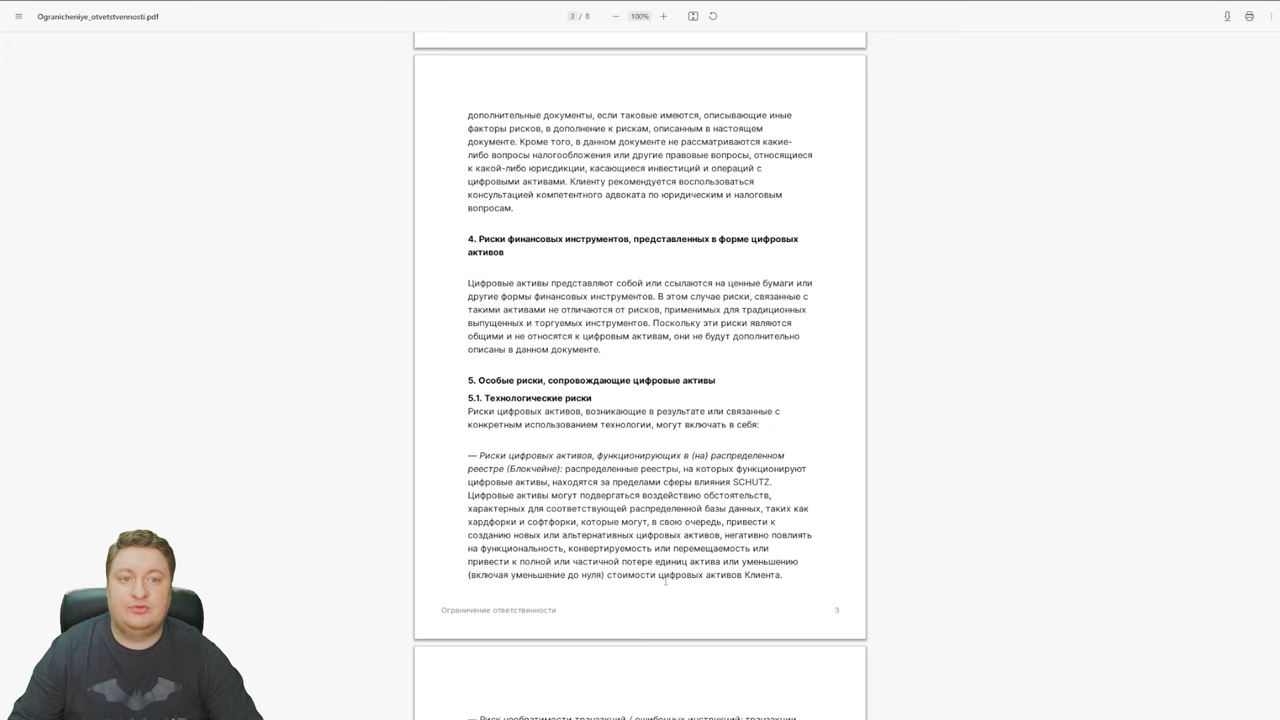 Ogranicheniye_otvetstvennosti.pdf
3 / 8
100%
дополнительные документы, если таковые имеются, описывающие иные
факторы рисков, в дополнение к рискам, описанным в настоящем
документе. Кроме того, в данном документе не рассматриваются какие-
либо вопросы налогообложения или другие правовые вопросы, относящиеся
к какой-либо юрисдикции, касающиеся инвестиций и операций с
цифровыми активами. Клиенту рекомендуется воспользоваться
консультацией компетентного адвоката по юридическим и налоговым
вопросам.
4. Риски финансовых инструментов, представленных в форме цифровых
активов
Цифровые активы представляют собой или ссылаются на ценные бумаги или
другие формы финансовых инструментов. В этом случае риски, связанные с
такими активами не отличаются от рисков, применимых для традиционных
выпущенных и торгуемых инструментов. Поскольку эти риски являются
общими и не относятся к цифровым активам, они не будут дополнительно
описаны в данном документе.
5. Особые риски, сопровождающие цифровые активы
5.1. Технологические риски
Риски цифровых активов, возникающие в результате или связанные с
конкретным использованием технологии, могут включать в себя:
— Риски цифровых активов, функционирующих в (на) распределенном
реестре (Блокчейне): распределенные реестры, на которых функционируют
цифровые активы, находятся за пределами сферы влияния SCHUTZ.
Цифровые активы могут подвергаться воздействию обстоятельств,
характерных для соответствующей распределенной базы данных, таких как
хардфорки и софтфорки, которые могут, в свою очередь, привести к
созданию новых или альтернативных цифровых активов, негативно повлиять
на функциональность, конвертируемость или перемещаемость или
привести к полной или частичной потере единиц актива или уменьшению
(включая уменьшение до нуля) стоимости цифровых активов Клиента.
Ограничение ответственности
3
— Риск необратимости транзакций / ошибочных инструкций: транзакции